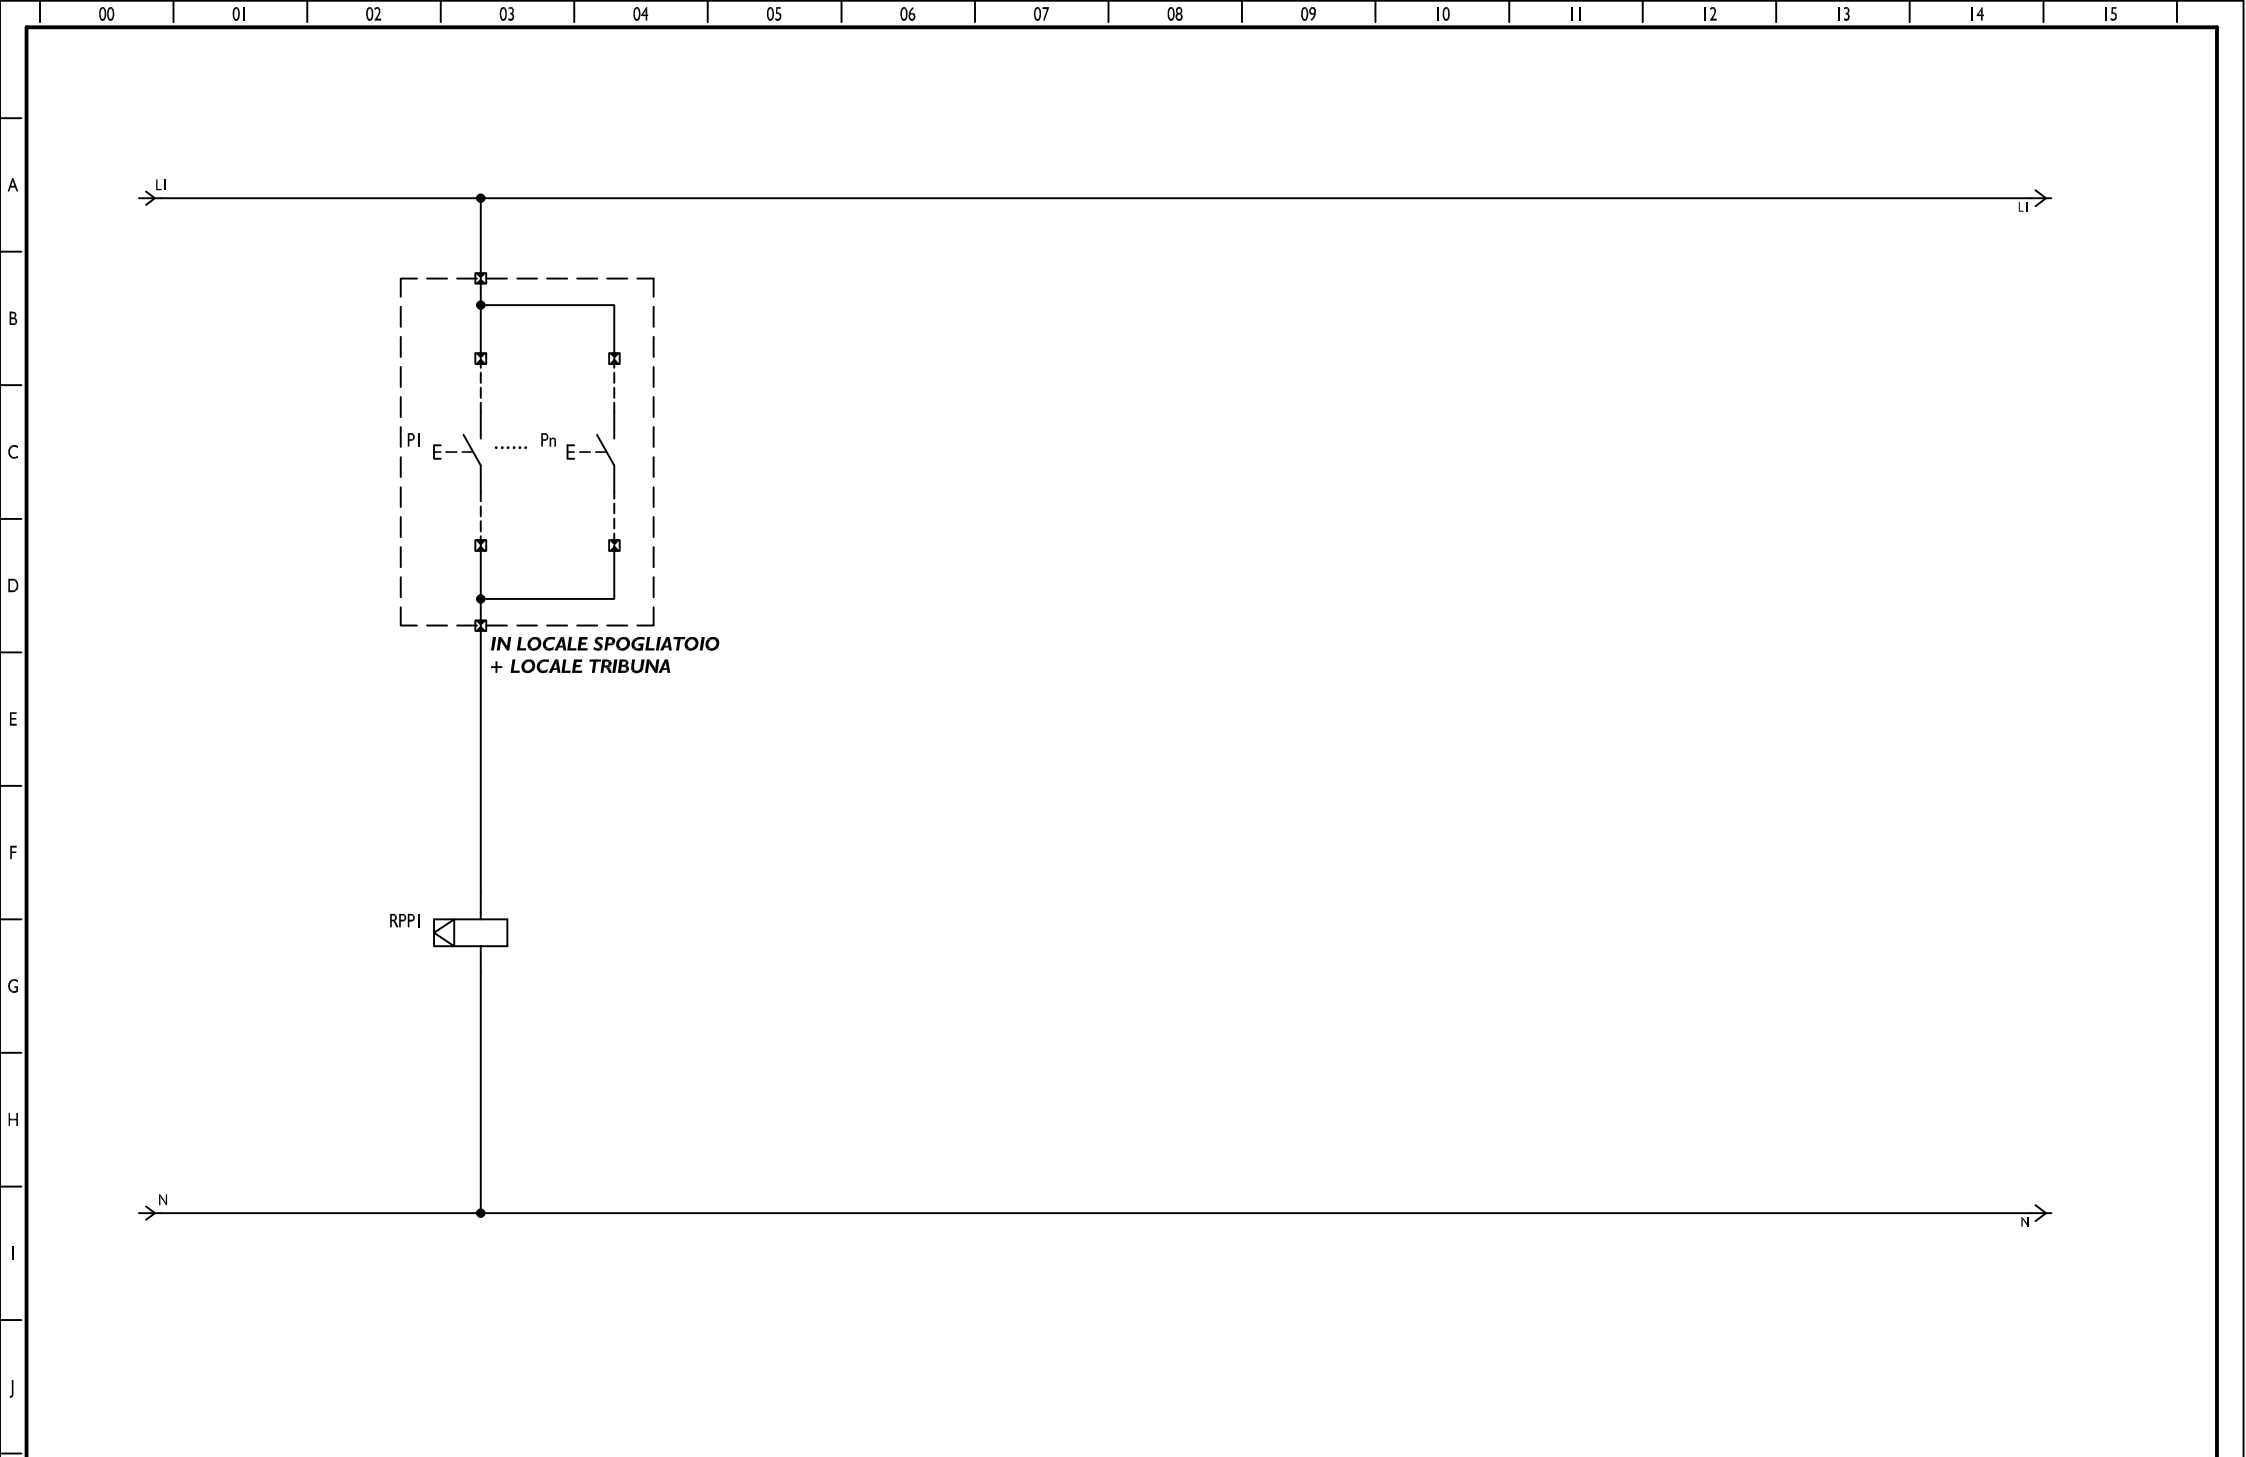 00 01 02 03 04 05 06 07 08 09 10 11 12 13 14 15
A
L1
L1
B
C
P1 E ...... Pn E
D
IN LOCALE SPOGLIATOIO
+ LOCALE TRIBUNA
E
F
RPP1
G
H
N
N
I
J